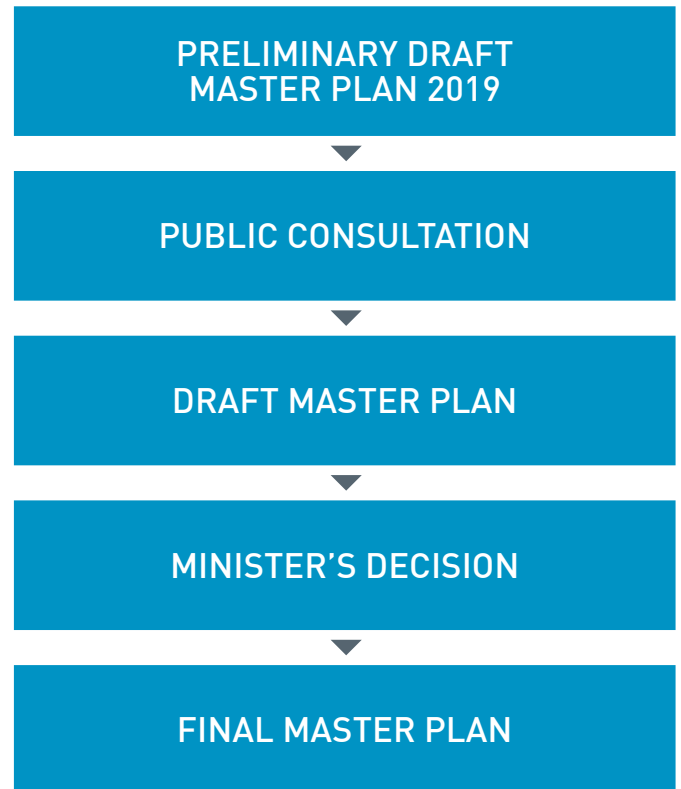 PRELIMINARY DRAFT
MASTER PLAN 2019
PUBLIC CONSULTATION
DRAFT MASTER PLAN
MINISTER’S DECISION
FINAL MASTER PLAN